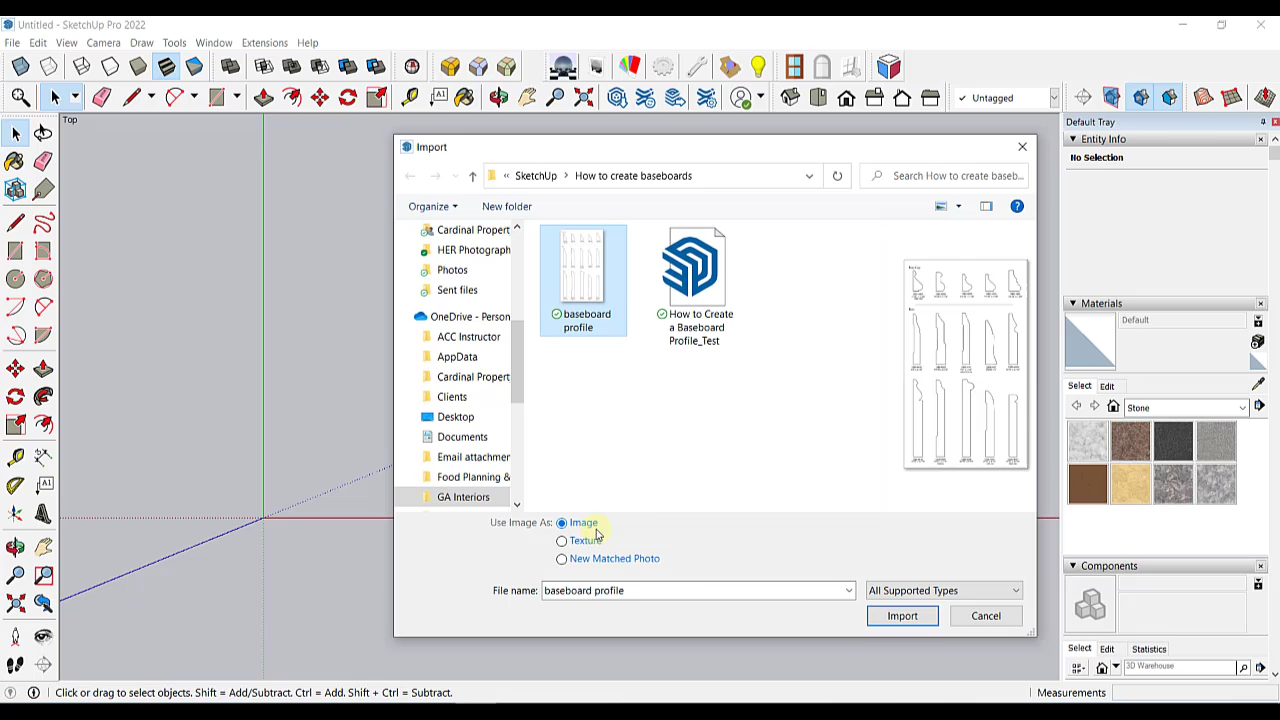 Untitled - SketchUp Pro 2022
File Edit View Camera Draw Tools Window Extensions Help
Untagged
Top
Import
SketchUp > How to create baseboards
Search How to create baseb...
Organize
New folder
Cardinal Propert
HER Photograph
Photos
Sent files
OneDrive - Person
ACC Instructor
AppData
Cardinal Propert
Clients
Desktop
Documents
Email attachmer
Food Planning &
GA Interiors
baseboard
profile
How to Create
a Baseboard
Profile_Test
Use Image As:
Image
Texture
New Matched Photo
File name: baseboard profile
All Supported Types
Import
Cancel
Default Tray
Entity Info
No Selection
Materials
Default
Select Edit
Stone
Components
Select Edit Statistics
3D Warehouse
Click or drag to select objects. Shift = Add/Subtract. Ctrl = Add. Shift + Ctrl = Subtract.
Measurements